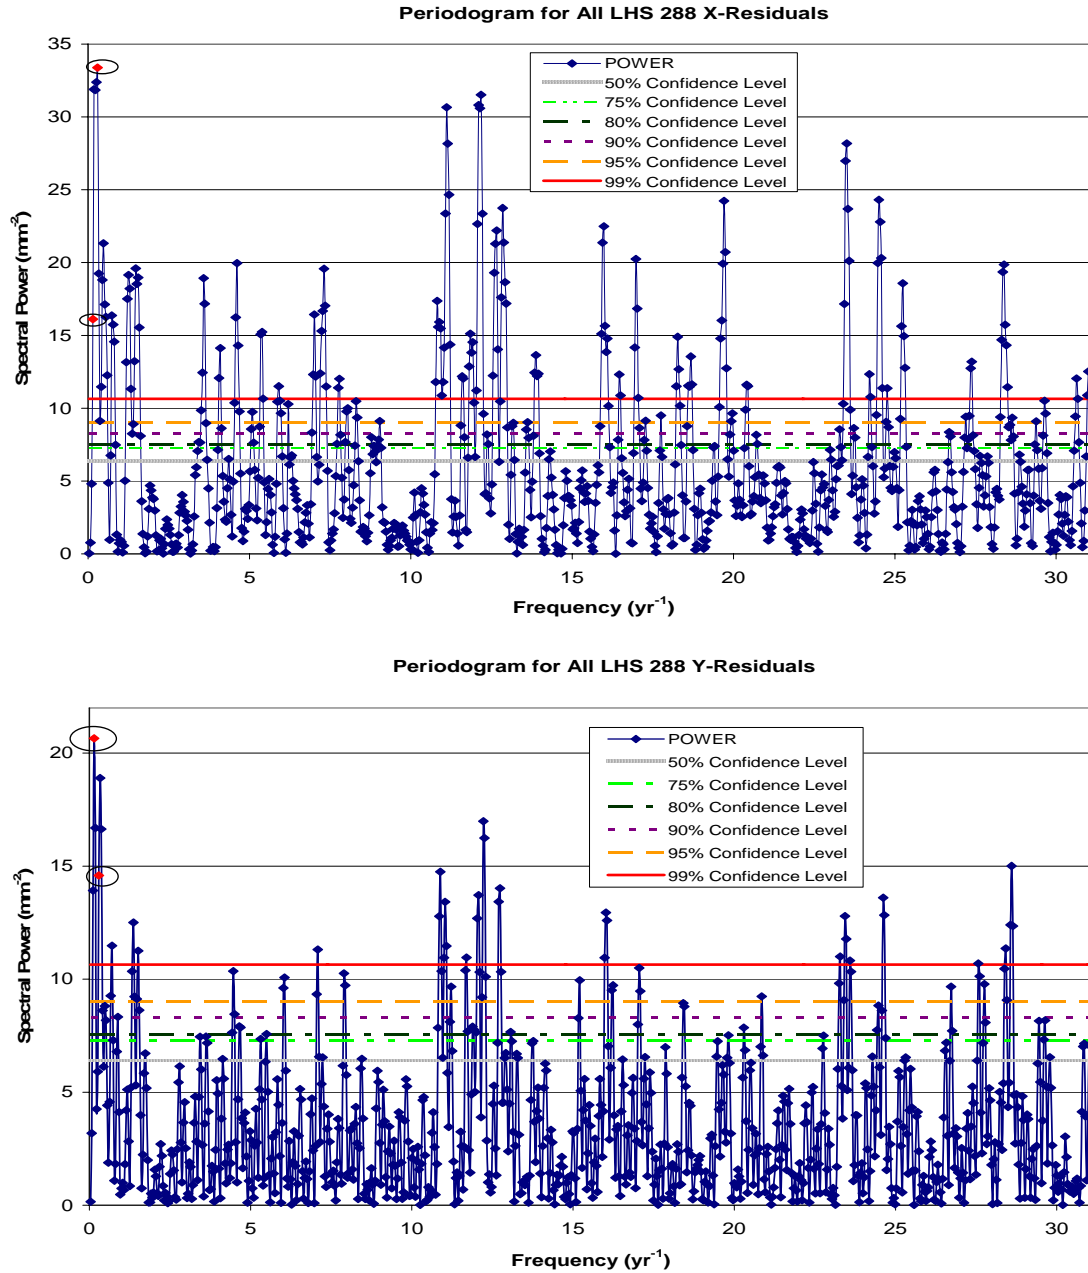 Periodogram for All LHS 288 X-Residuals
35
30
25
20
15
10
5
0
Spectral Power (mm⁻²)
POWER
50% Confidence Level
75% Confidence Level
80% Confidence Level
90% Confidence Level
95% Confidence Level
99% Confidence Level
0 5 10 15 20 25 30
Frequency (yr⁻¹)
Periodogram for All LHS 288 Y-Residuals
20
15
10
5
0
Spectral Power (mm⁻²)
POWER
50% Confidence Level
75% Confidence Level
80% Confidence Level
90% Confidence Level
95% Confidence Level
99% Confidence Level
0 5 10 15 20 25 30
Frequency (yr⁻¹)